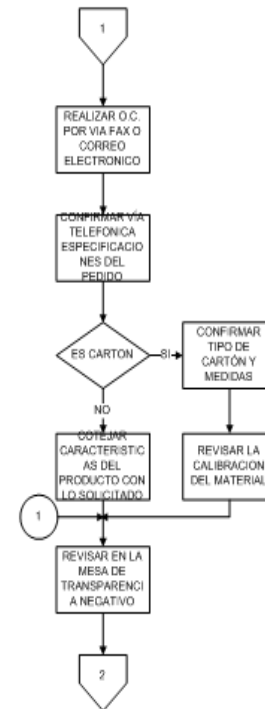 1
REALIZAR O.C.
POR VIA FAX O
CORREO
ELECTRONICO
CONFIRMAR VÍA
TELEFONICA
ESPECIFICACIO
NES DEL
PEDIDO
ES CARTON
SI
CONFIRMAR
TIPO DE
CARTÓN Y
MEDIDAS
NO
COTEJAR
CARACTERISTIC
AS DEL
PRODUCTO CON
LO SOLICITADO
REVISAR LA
CALIBRACION
DEL MATERIAL
1
REVISAR EN LA
MESA DE
TRANSPARENCI
A NEGATIVO
2